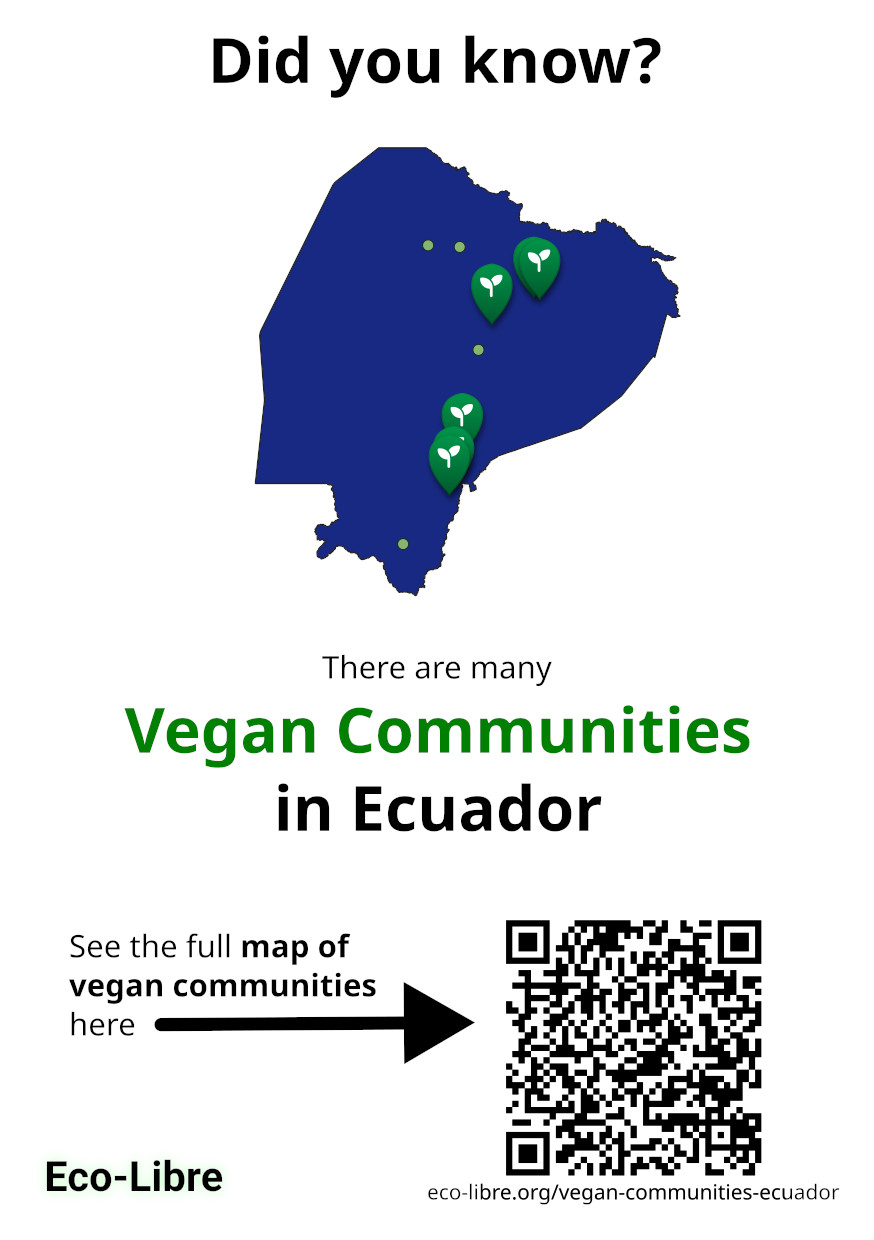 Did you know?
There are many
Vegan Communities
in Ecuador
See the full map of
vegan communities
here
Eco-Libre
eco-libre.org/vegan-communities-ecuador